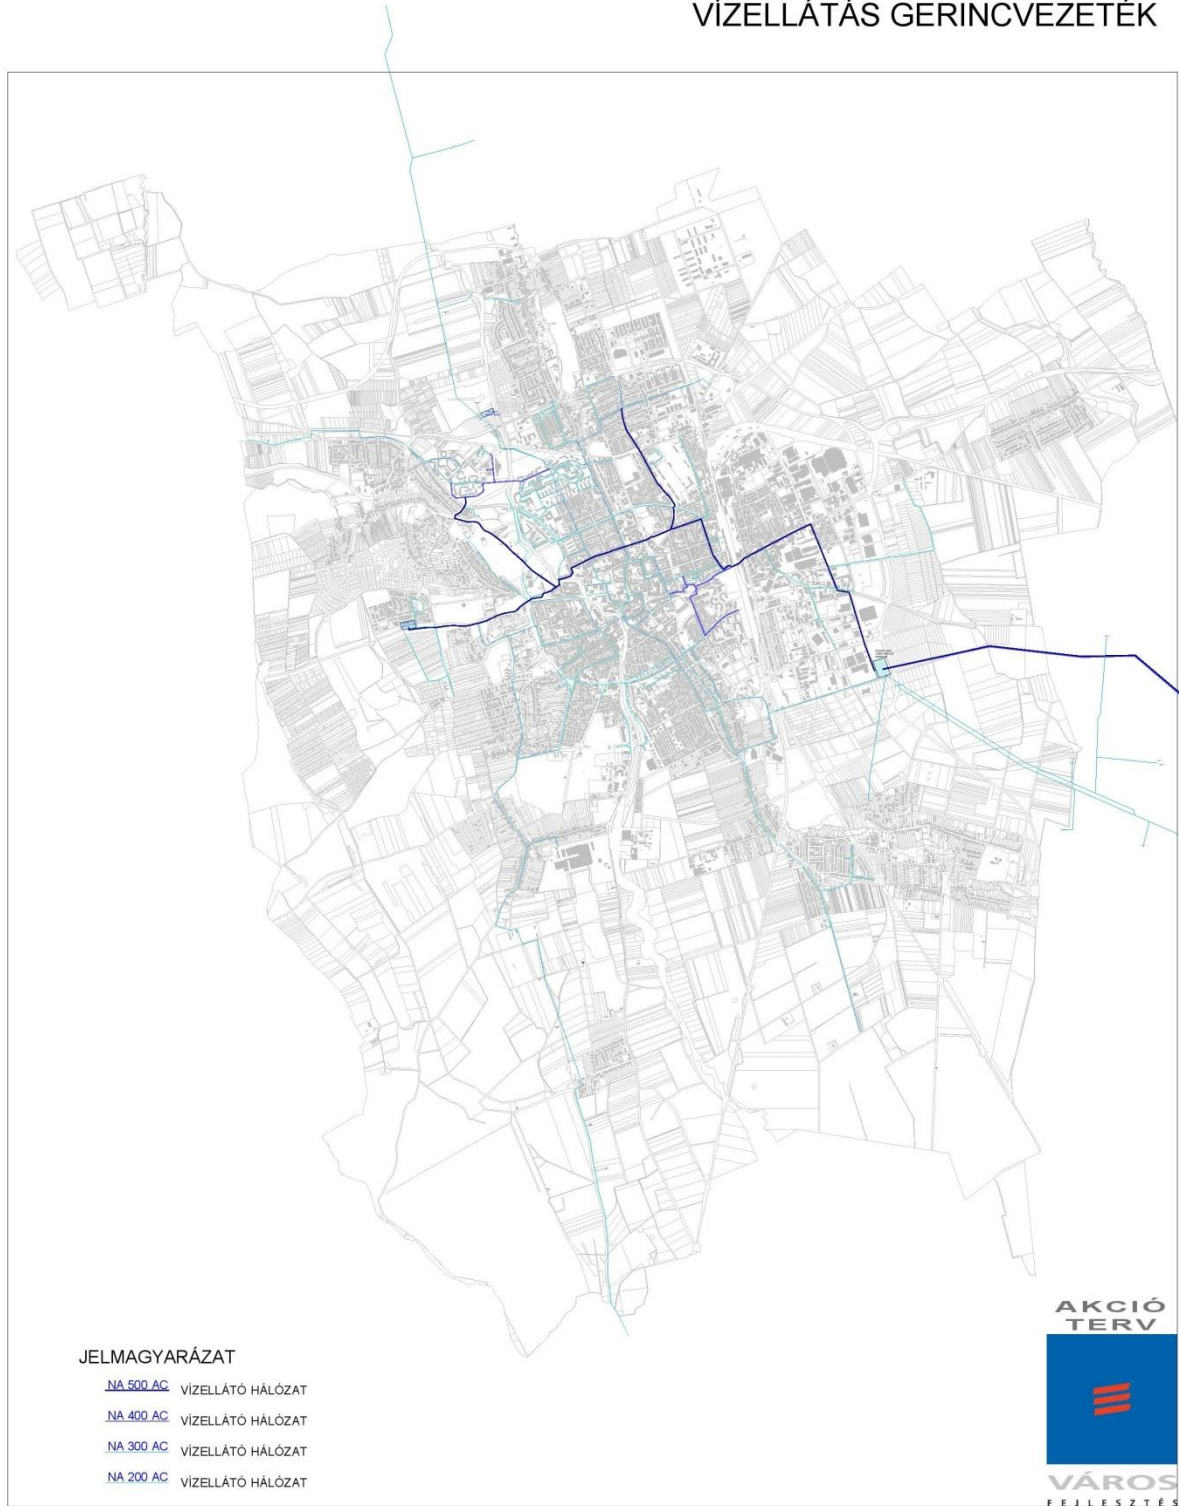 VÍZELLÁTÁS GERINCVEZETÉK
JELMAGYARÁZAT
NA 500 AC VÍZELLÁTÓ HÁLÓZAT
NA 400 AC VÍZELLÁTÓ HÁLÓZAT
NA 300 AC VÍZELLÁTÓ HÁLÓZAT
NA 200 AC VÍZELLÁTÓ HÁLÓZAT
AKCIÓ
TERV
VÁROS
FEJLESZTÉS